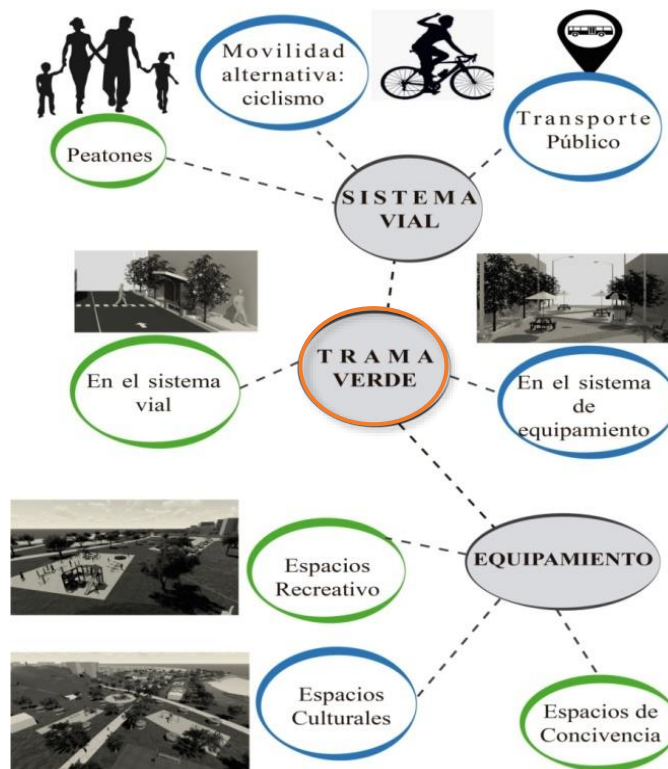 Movilidad
alternativa:
ciclismo
Peatones
Transporte
Público
SISTEMA
VIAL
TRAMA
VERDE
En el sistema
vial
En el sistema
de
equipamiento
Espacios
Recreativo
EQUIPAMIENTO
Espacios
Culturales
Espacios de
Concivencia